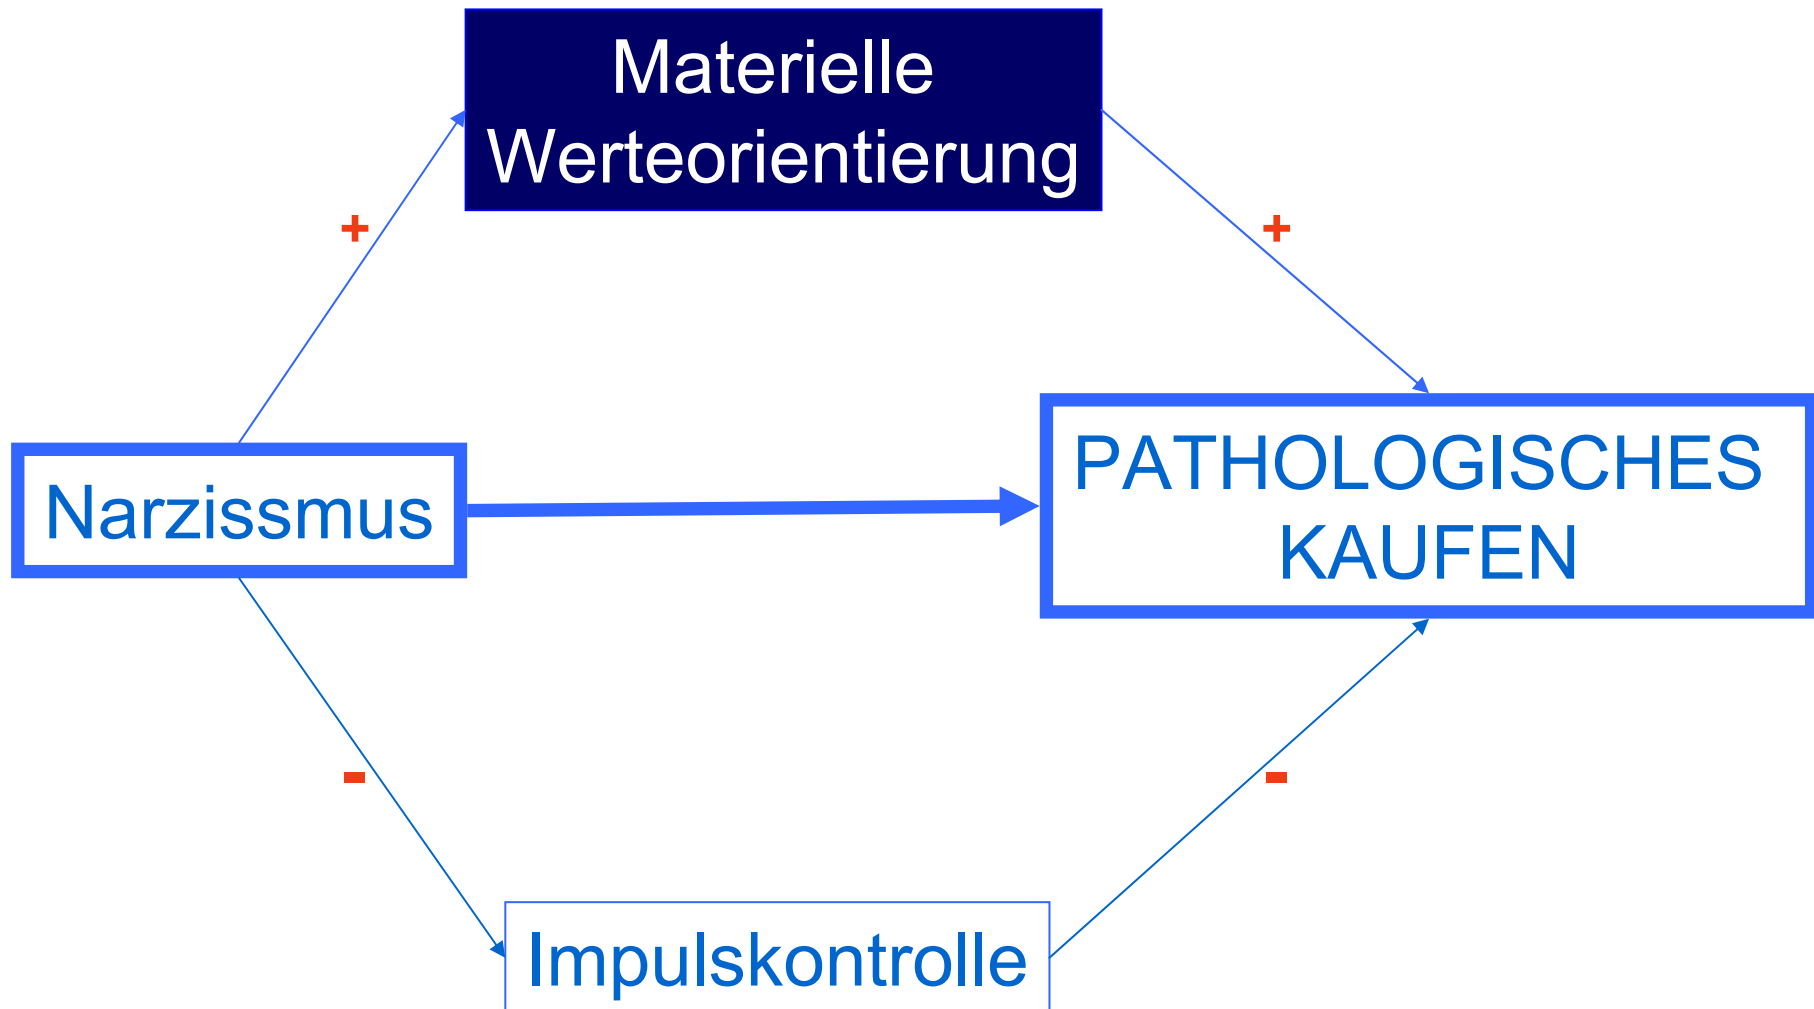 Materielle
Werteorientierung
+
+
Narzissmus
PATHOLOGISCHES
KAUFEN
-
-
Impulskontrolle